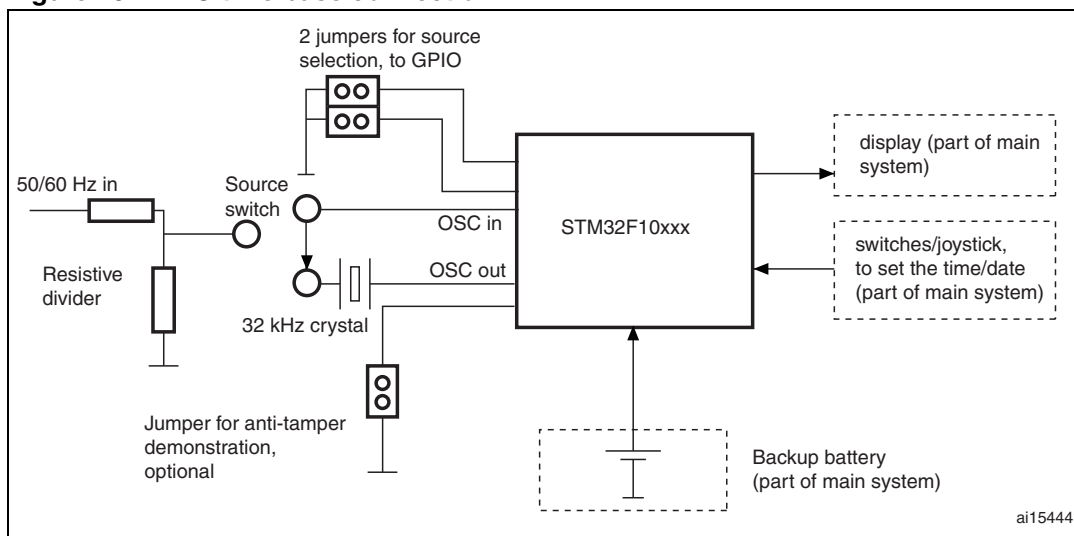 2 jumpers for source
selection, to GPIO
display (part of main
system)
50/60 Hz in
Source
switch
OSC in
STM32F10xxx
switches/joystick,
to set the time/date
(part of main system)
Resistive
divider
OSC out
32 kHz crystal
Jumper for anti-tamper
demonstration,
optional
Backup battery
(part of main system)
ai15444